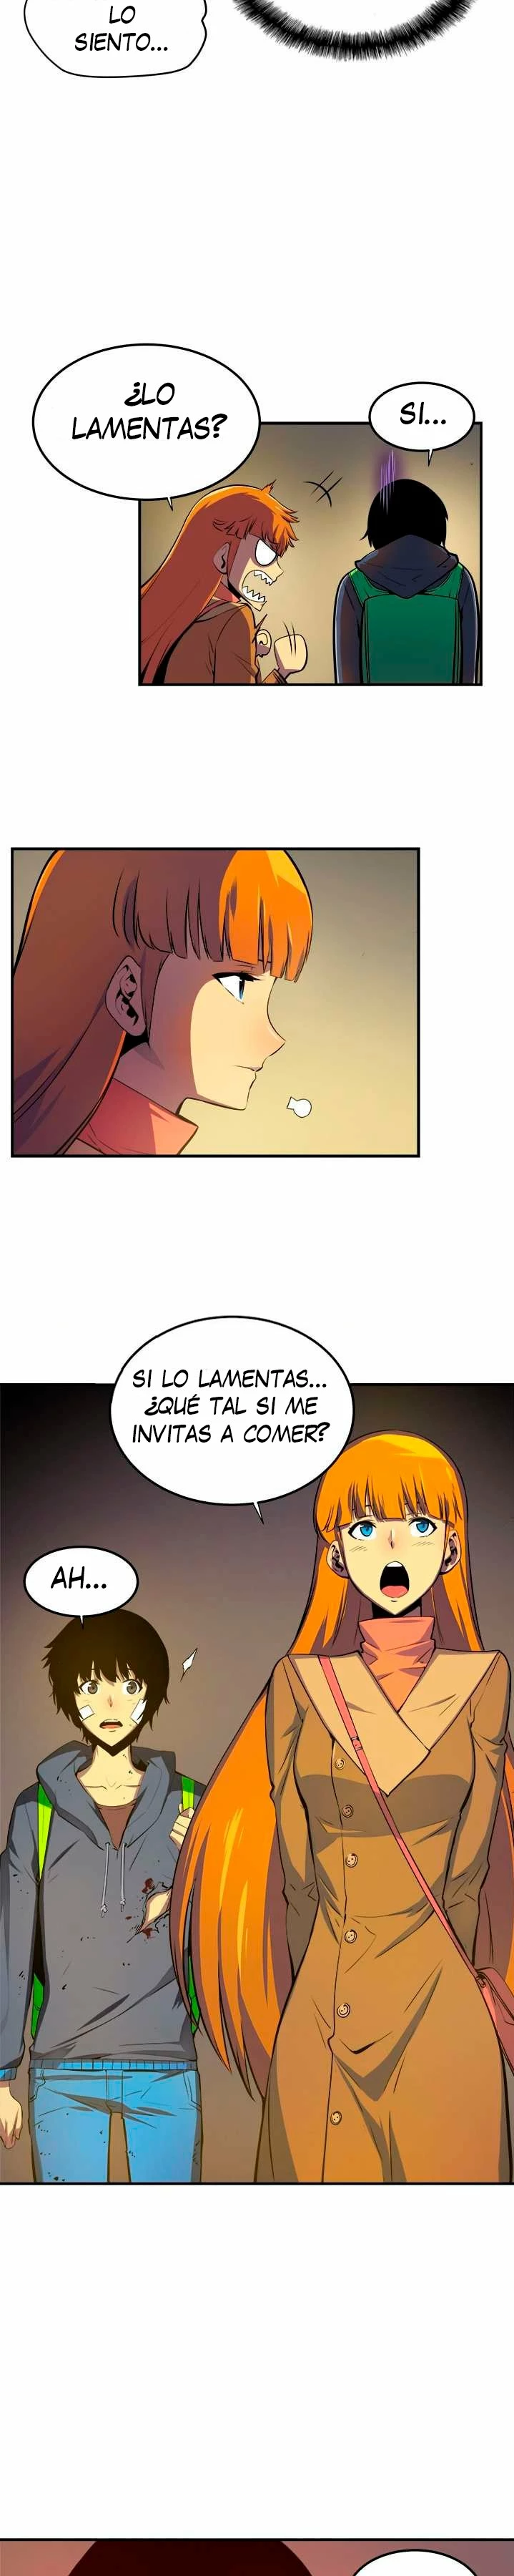 LO
SIENTO...
¿LO
LAMENTAS?
SI...
SI LO LAMENTAS...
¿QUÉ TAL SI ME
INVITAS A COMER?
AH...